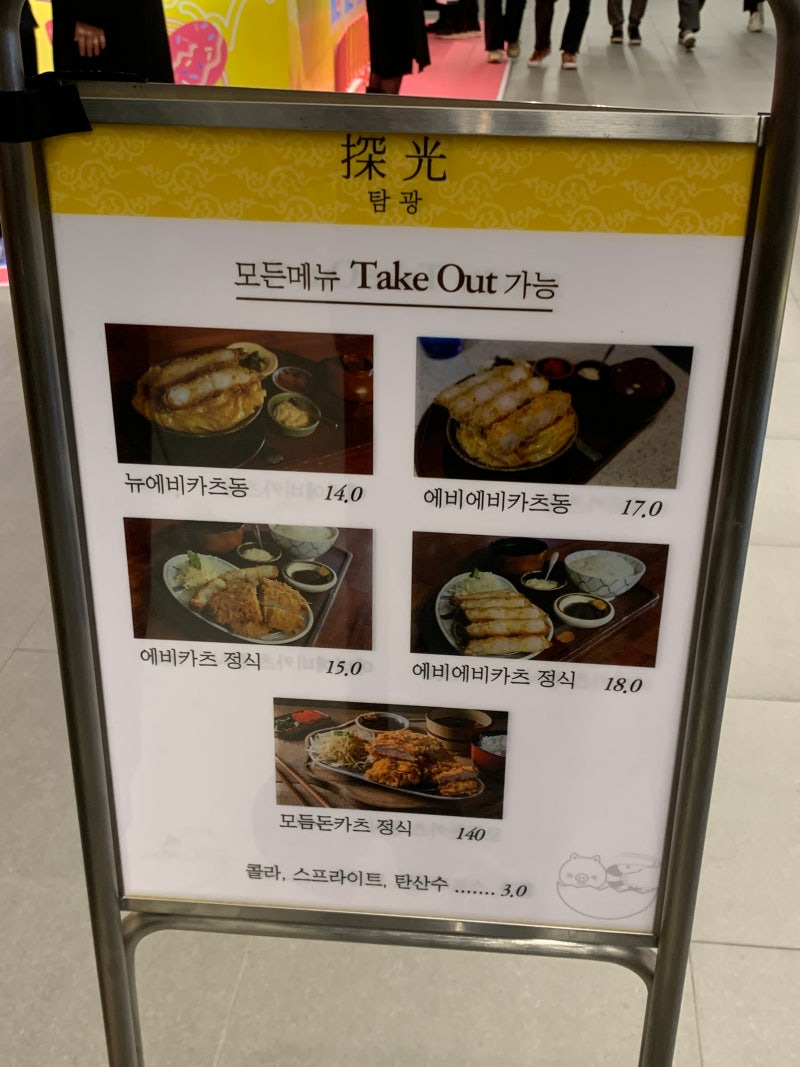 探光
탐광
모든메뉴 Take Out 가능
뉴에비카츠동 14.0
에비에비카츠동 17.0
에비카츠 정식 15.0
에비에비카츠 정식 18.0
모듬돈카츠 정식 140
콜라, 스프라이트, 탄산수 ....... 3.0